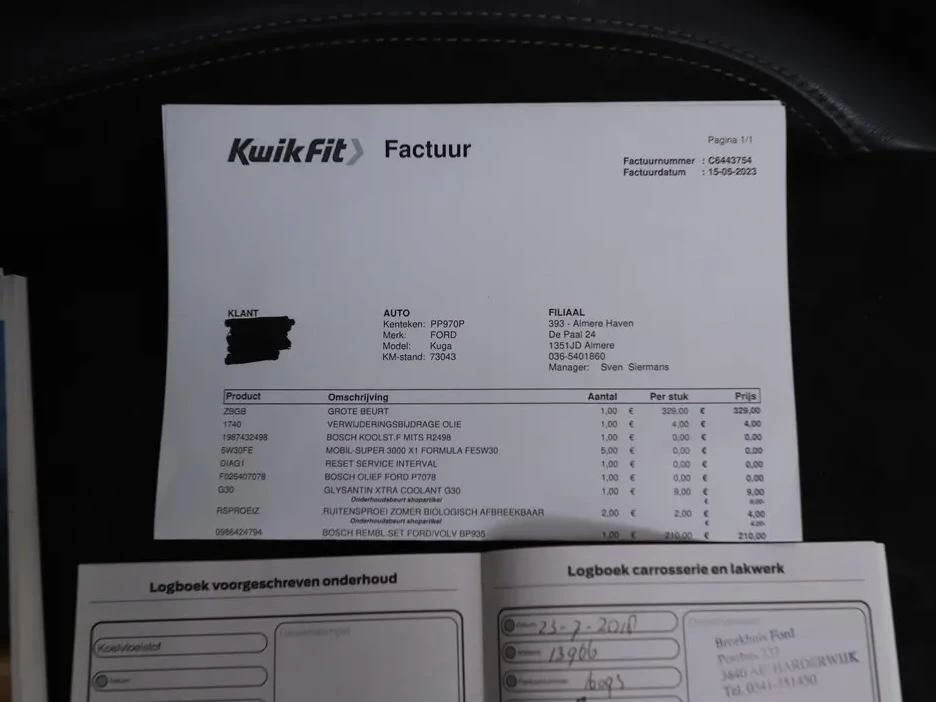 KwikFit Factuur
Pagina 1/1
Factuurnummer : C6443754
Factuurdatum : 15-05-2023
KLANT
AUTO
Kenteken: PP970P
Merk: FORD
Model: Kuga
KM-stand: 73043
FILIAAL
393 - Almere Haven
De Paal 24
1351JD Almere
036-5401860
Manager: Sven Siermans
Product Omschrijving Aantal Per stuk Prijs
ZBGB GROTE BEURT 1,00 € 329,00 € 329,00
1740 VERWIJDERINGSBIJDRAGE OLIE 1,00 € 4,00 € 4,00
1987432498 BOSCH KOOLST.F MITS R2498 1,00 € 0,00 € 0,00
5W30FE MOBIL-SUPER 3000 X1 FORMULA FE5W30 5,00 € 0,00 € 0,00
DIAG1 RESET SERVICE INTERVAL 1,00 € 0,00 € 0,00
F026407078 BOSCH OLIEF FORD P7078 1,00 € 0,00 € 0,00
G30 GLYSANTIN XTRA COOLANT G30 1,00 € 9,00 € 9,00
Onderhoudsbeurt shopartikel €
RSPROEIZ RUITENSPROEI ZOMER BIOLOGISCH AFBREEKBAAR 2,00 € 2,00 € 4,00
Onderhoudsbeurt shopartikel €
0986424794 BOSCH REMBL.SET FORD/VOLV BP935 1,00 € 210,00 € 210,00
Logboek voorgeschreven onderhoud
Koelvloeistof
Datum
Logboek carrosserie en lakwerk
Datum 23-7-2018
13966
Broekhuis Ford
Postbus 237
3840 AE HARDERWIJK
Tel. 0341-